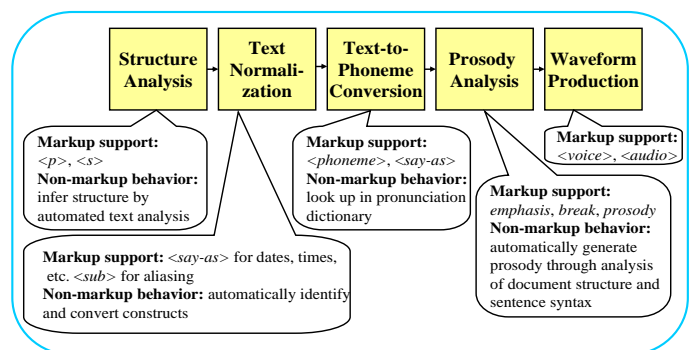 Structure
Analysis
Text
Normali-
zation
Text-to-
Phoneme
Conversion
Prosody
Analysis
Waveform
Production
Markup support:
<p>, <s>
Non-markup behavior:
infer structure by
automated text analysis
Markup support: <say-as> for dates, times,
etc. <sub> for aliasing
Non-markup behavior: automatically identify
and convert constructs
Markup support:
<phoneme>, <say-as>
Non-markup behavior:
look up in pronunciation
dictionary
Markup support:
emphasis, break, prosody
Non-markup behavior:
automatically generate
prosody through analysis
of document structure and
sentence syntax
Markup support:
<voice>, <audio>